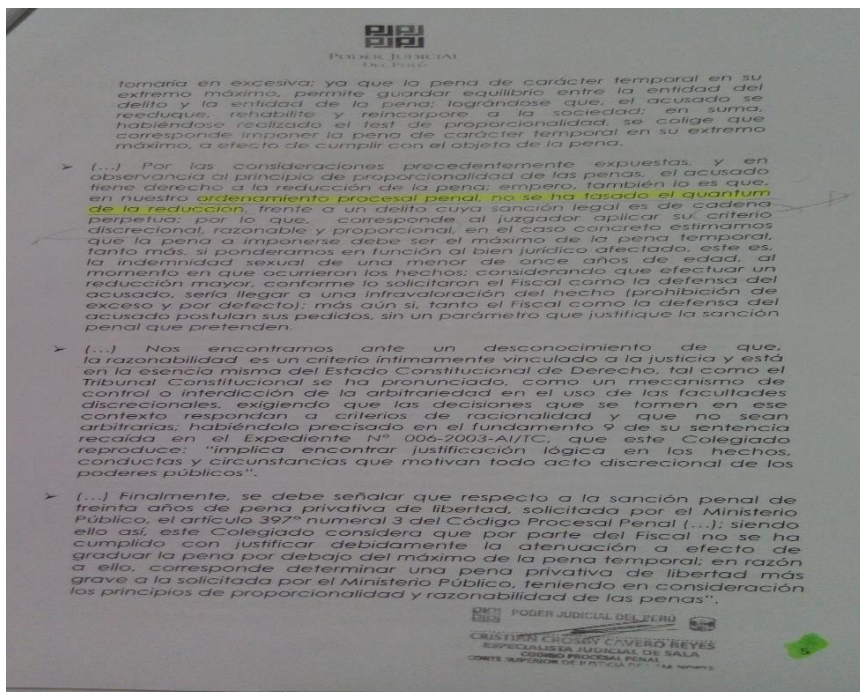 PODER JUDICIAL
DEL PERÚ
tornaría en excesiva; ya que la pena de carácter temporal en su
extremo máximo, permite guardar equilibrio entre la entidad del
delito y la entidad de la pena; lográndose que, el acusado se
reeduque, rehabilite y reincorpore a la sociedad; en suma,
habiéndose realizado el test de proporcionalidad, se colige que
corresponde imponer la pena de carácter temporal en su extremo
máximo, a efecto de cumplir con el objeto de la pena.
➢ (...) Por las consideraciones precedentemente expuestas, y en
observancia al principio de proporcionalidad de las penas, el acusado
tiene derecho a la reducción de la pena; empero, también lo es que,
en nuestro ordenamiento procesal penal, no se ha tasado el quantum
de la reducción, frente a un delito cuya sanción legal es de cadena
perpetua; por que, corresponde al juzgador aplicar su criterio
discrecional, razonable y proporcional, en el caso concreto estimamos
que la pena a imponerse debe ser el máximo de la pena temporal,
tanto más, si ponderamos en función al bien jurídico afectado, este es,
la indemnidad sexual de una menor de once años de edad, al
momento en que ocurrieron los hechos; considerando que efectuar un
reducción mayor, conforme lo solicitaron el Fiscal como la defensa del
acusado, sería llegar a una infravaloración del hecho (prohibición de
exceso y por defecto); más aún si, tanto el Fiscal como la defensa del
acusado postulan sus pedidos, sin un parámetro que justifique la sanción
penal que pretenden.
➢ (...) Nos encontramos ante un desconocimiento de que,
la razonabilidad es un criterio íntimamente vinculado a la justicia y está
en la esencia misma del Estado Constitucional de Derecho, tal como el
Tribunal Constitucional se ha pronunciado, como un mecanismo de
control o interdicción de la arbitrariedad en el uso de las facultades
discrecionales, exigiendo que las decisiones que se tomen en ese
contexto respondan a criterios de racionalidad y que no sean
arbitrarias; habiéndolo precisado en el fundamento 9 de su sentencia
recaída en el Expediente N° 006-2003-AI/TC, que este Colegiado
reproduce: "implica encontrar justificación lógica en los hechos,
conductas y circunstancias que motivan todo acto discrecional de los
poderes públicos".
➢ (...) Finalmente, se debe señalar que respecto a la sanción penal de
treinta años de pena privativa de libertad, solicitada por el Ministerio
Público, el artículo 397° numeral 3 del Código Procesal Penal (...); siendo
ello así, este Colegiado considera que por parte del Fiscal no se ha
cumplido con justificar debidamente la atenuación a efecto de
graduar la pena por debajo del máximo de la pena temporal; en razón
a ello, corresponde determinar una pena privativa de libertad más
grave a la solicitada por el Ministerio Público, teniendo en consideración
los principios de proporcionalidad y razonabilidad de las penas".
PODER JUDICIAL DEL PERÚ
CRISTIAN CROSBY CAVERO REYES
ESPECIALISTA JUDICIAL DE SALA
CODIGO PROCESAL PENAL
CORTE SUPERIOR DE JUSTICIA
5